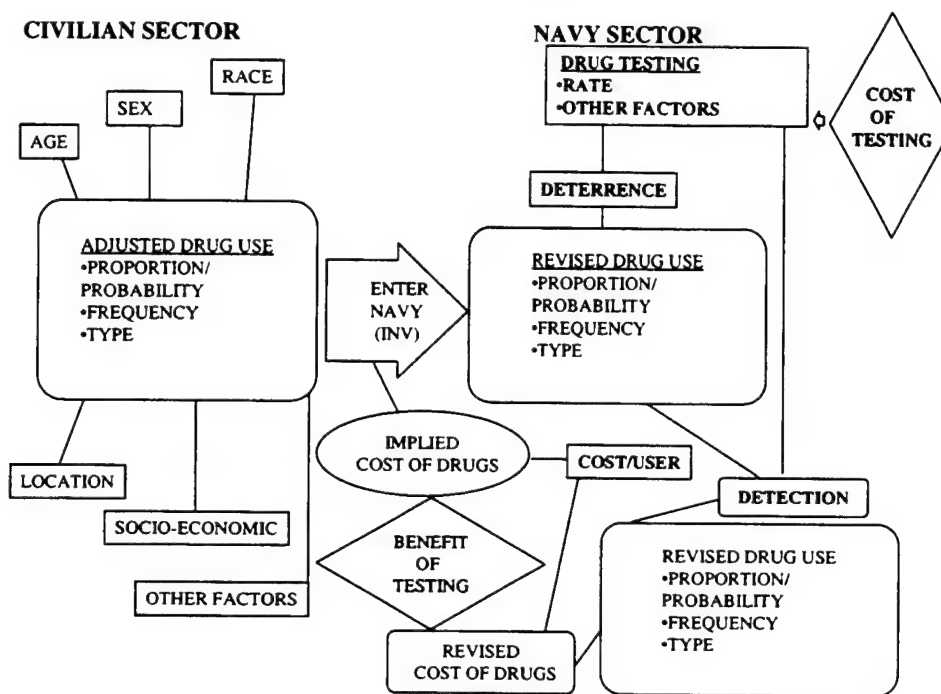 CIVILIAN SECTOR
RACE
SEX
AGE
ADJUSTED DRUG USE
•PROPORTION/
PROBABILITY
•FREQUENCY
•TYPE
LOCATION
SOCIO-ECONOMIC
OTHER FACTORS
ENTER
NAVY
(INV)
NAVY SECTOR
DRUG TESTING
•RATE
•OTHER FACTORS
COST
OF
TESTING
DETERRENCE
REVISED DRUG USE
•PROPORTION/
PROBABILITY
•FREQUENCY
•TYPE
IMPLIED
COST OF DRUGS
COST/USER
DETECTION
BENEFIT
OF
TESTING
REVISED DRUG USE
•PROPORTION/
PROBABILITY
•FREQUENCY
•TYPE
REVISED
COST OF DRUGS